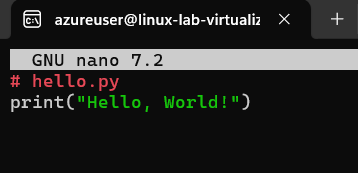 azureuser@linux-lab-virtualiz
GNU nano 7.2
# hello.py
print("Hello, World!")